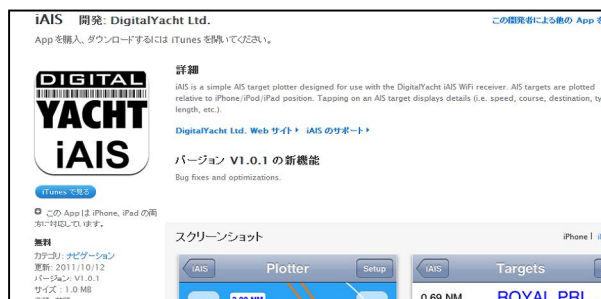 iAIS 開発: DigitalYacht Ltd.
この開発者による他の App を
App を購入、ダウンロードするには iTunes を開いてください。
DIGITAL
YACHT
iAIS
iTunes で見る
この App は iPhone, iPad の両
方に対応しています。
無料
カテゴリ: ナビゲーション
更新: 2011/10/12
バージョン: V1.0.1
サイズ : 1.0 MB
詳細
iAIS is a simple AIS target plotter designed for use with the DigitalYacht iAIS WiFi receiver. AIS targets are plotted
relative to iPhone/iPod/iPad position. Tapping on an AIS target displays details (i.e. speed, course, destination, ty
length, etc.).
DigitalYacht Ltd. Web サイト iAIS のサポート
バージョン V1.0.1 の新機能
Bug fixes and optimizations.
スクリーンショット
iPhone
iAIS Plotter Setup
iAIS Targets
0.69 NM ROYAL PRI